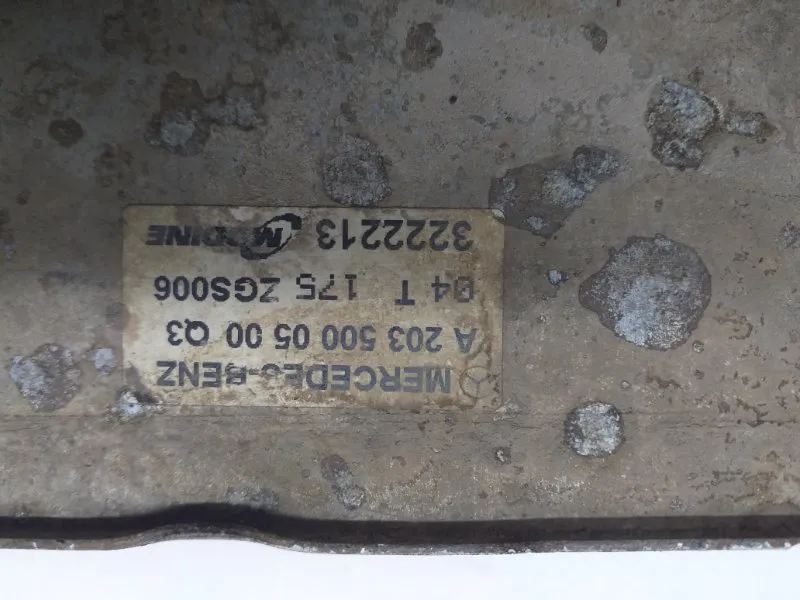 MERCEDES-BENZ
A 203 500 05 00 Q3
04 T 175 ZGS006
3222213 MODINE